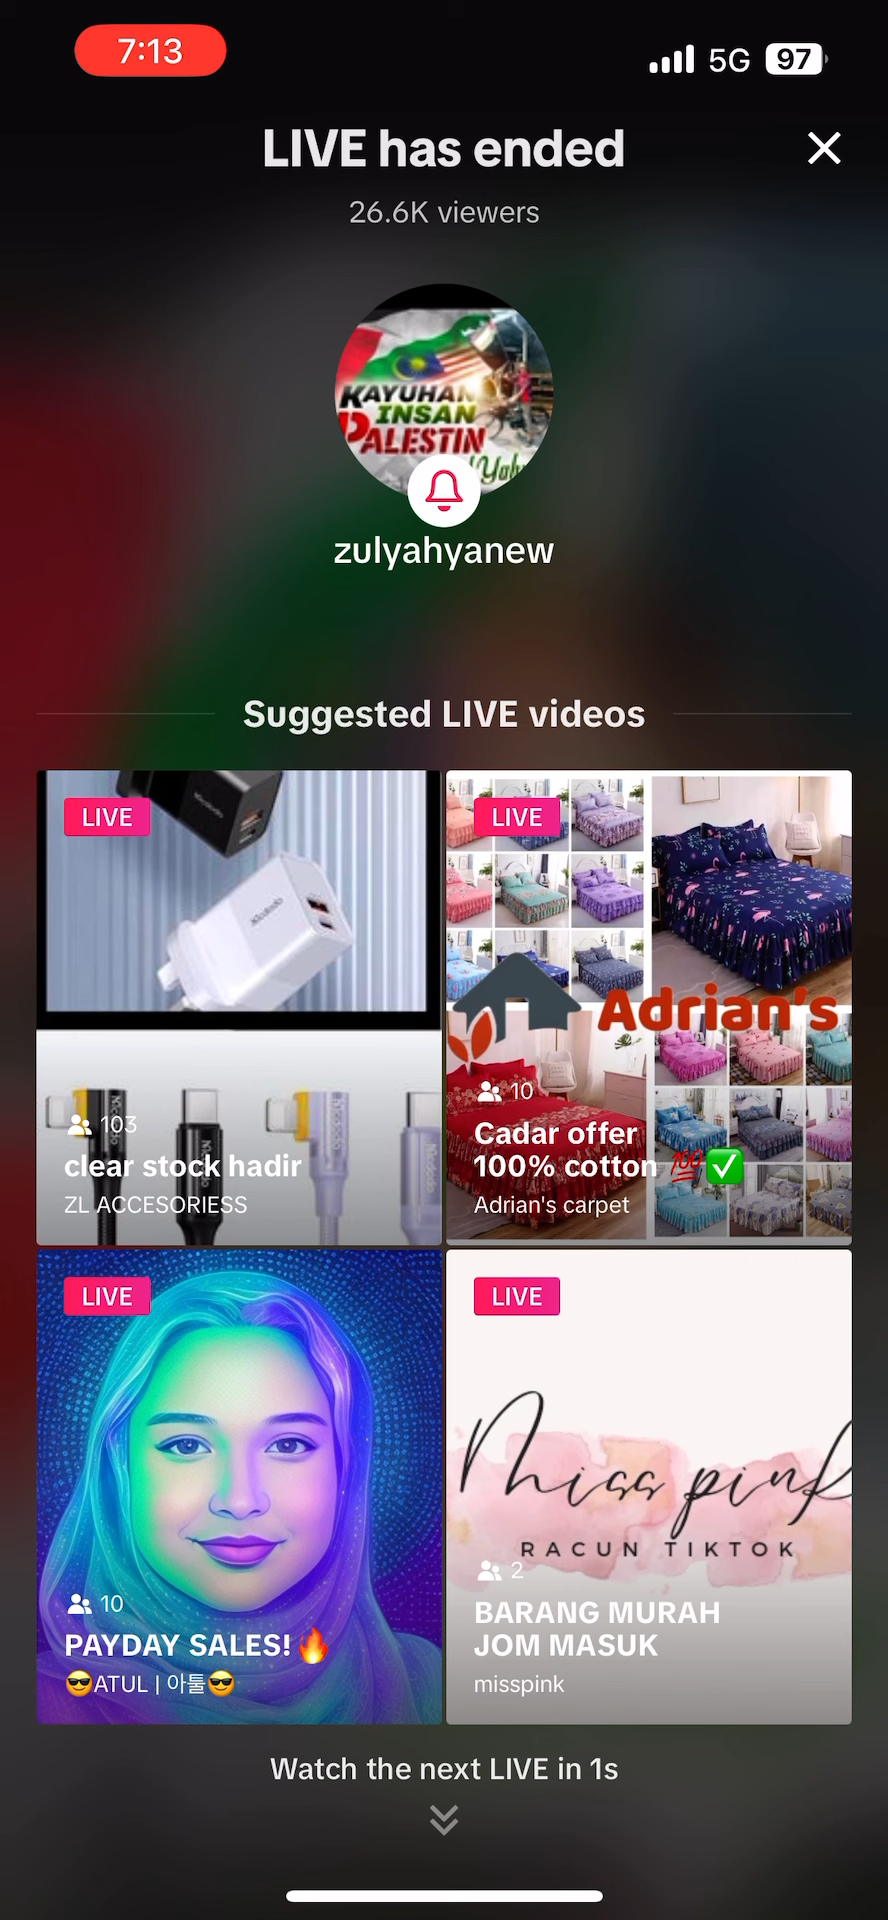 7:13
5G 97
LIVE has ended
26.6K viewers
KAYUHAN
INSAN
PALESTIN
zulyahyanew
Suggested LIVE videos
LIVE
103
clear stock hadir
ZL ACCESORIESS
LIVE
Adrian's
10
Cadar offer
100% cotton 💯✅
Adrian's carpet
LIVE
10
PAYDAY SALES!🔥
😎ATUL | 아툴😎
LIVE
Miss pink
RACUN TIKTOK
2
BARANG MURAH
JOM MASUK
misspink
Watch the next LIVE in 1s